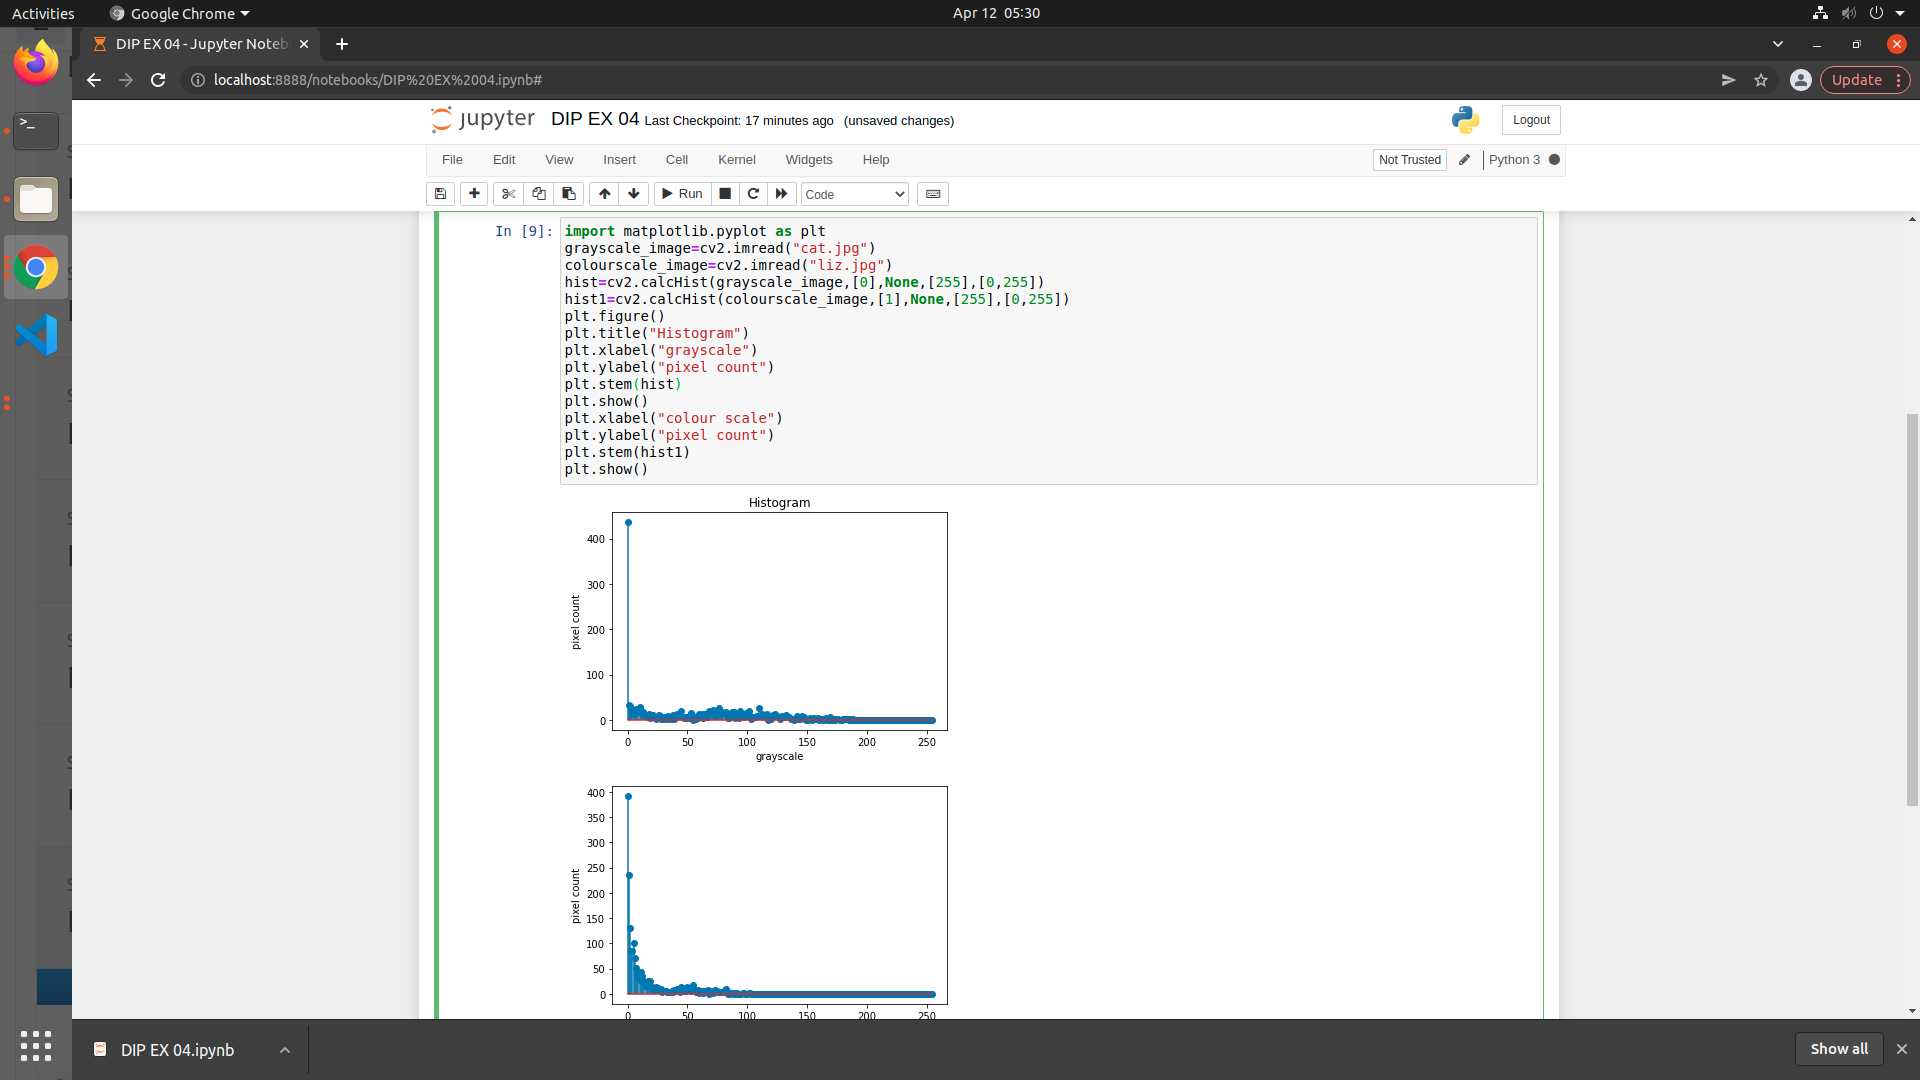 Activities
Google Chrome
Apr 12 05:30
DIP EX 04 - Jupyter Noteb
localhost:8888/notebooks/DIP%20EX%2004.ipynb#
Update
jupyter
DIP EX 04 Last Checkpoint: 17 minutes ago (unsaved changes)
Logout
File Edit View Insert Cell Kernel Widgets Help
Not Trusted
Python 3
Run
Code
In [9]:
import matplotlib.pyplot as plt
grayscale_image=cv2.imread("cat.jpg")
colourscale_image=cv2.imread("liz.jpg")
hist=cv2.calcHist(grayscale_image,[0],None,[255],[0,255])
hist1=cv2.calcHist(colourscale_image,[1],None,[255],[0,255])
plt.figure()
plt.title("Histogram")
plt.xlabel("grayscale")
plt.ylabel("pixel count")
plt.stem(hist)
plt.show()
plt.xlabel("colour scale")
plt.ylabel("pixel count")
plt.stem(hist1)
plt.show()
Histogram
400
300
200
100
0
pixel count
0 50 100 150 200 250
grayscale
400
350
300
250
200
150
100
50
0
pixel count
0 50 100 150 200 250
DIP EX 04.ipynb
Show all